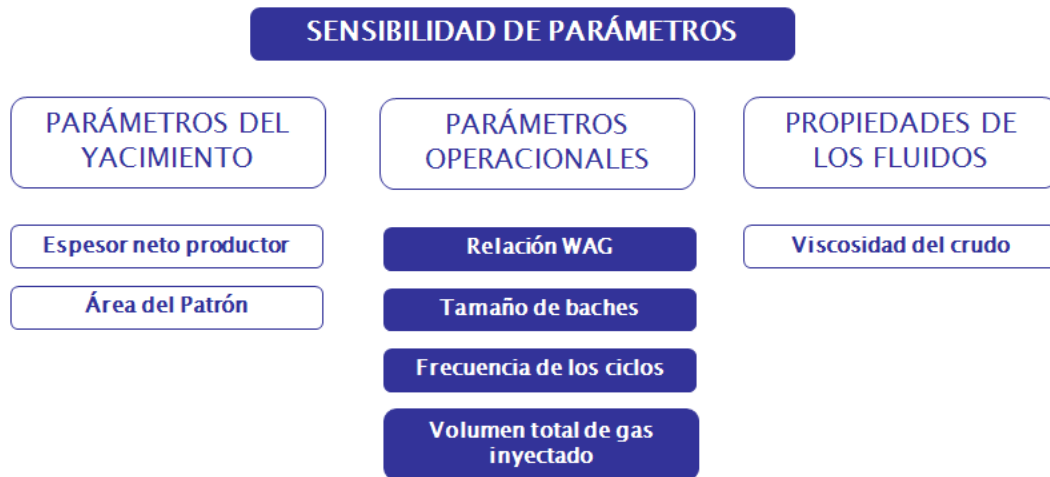 SENSIBILIDAD DE PARÁMETROS
PARÁMETROS DEL
YACIMIENTO
Espesor neto productor
Área del Patrón
PARÁMETROS
OPERACIONALES
Relación WAG
Tamaño de baches
Frecuencia de los ciclos
Volumen total de gas
inyectado
PROPIEDADES DE
LOS FLUIDOS
Viscosidad del crudo